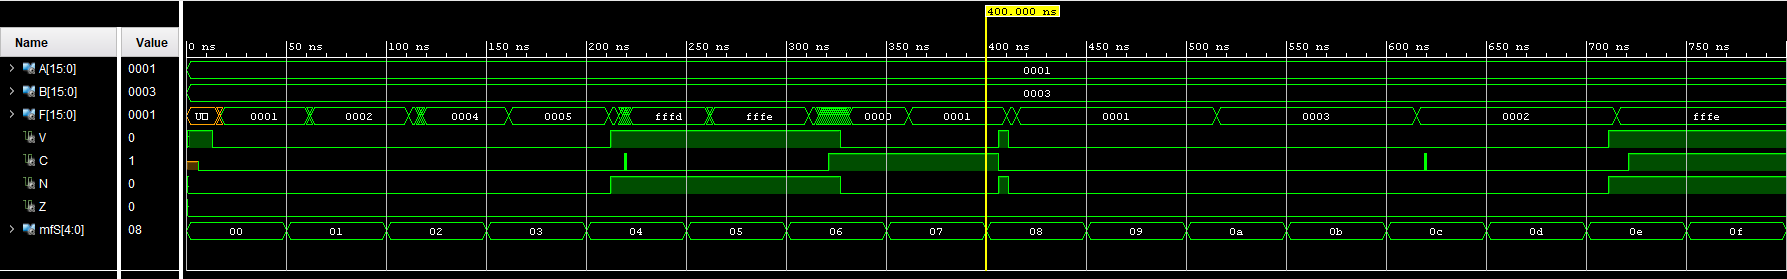 400.000 ns
Name Value
0 ns 50 ns 100 ns 150 ns 200 ns 250 ns 300 ns 350 ns 400 ns 450 ns 500 ns 550 ns 600 ns 650 ns 700 ns 750 ns
A[15:0] 0001 0001
B[15:0] 0003 0003
F[15:0] 0001 0001 0002 0004 0005 fffd fffe 0000 0001 0001 0003 0002 fffe
V 0
C 1
N 0
Z 0
mfS[4:0] 08 00 01 02 03 04 05 06 07 08 09 0a 0b 0c 0d 0e 0f